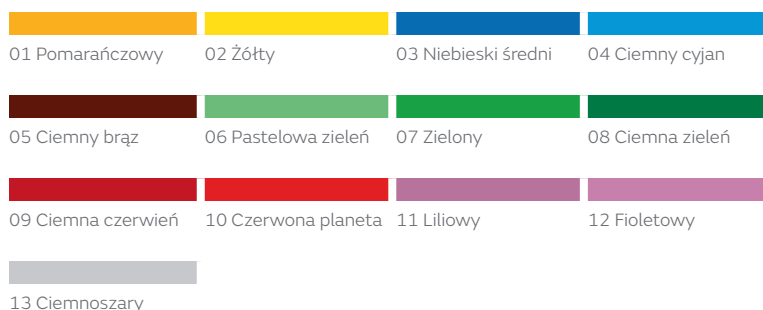 01 Pomarańczowy
02 Żółty
03 Niebieski średni
04 Ciemny cyjan
05 Ciemny brąz
06 Pastelowa zieleń
07 Zielony
08 Ciemna zieleń
09 Ciemna czerwień
10 Czerwona planeta
11 Liliowy
12 Fioletowy
13 Ciemnoszary